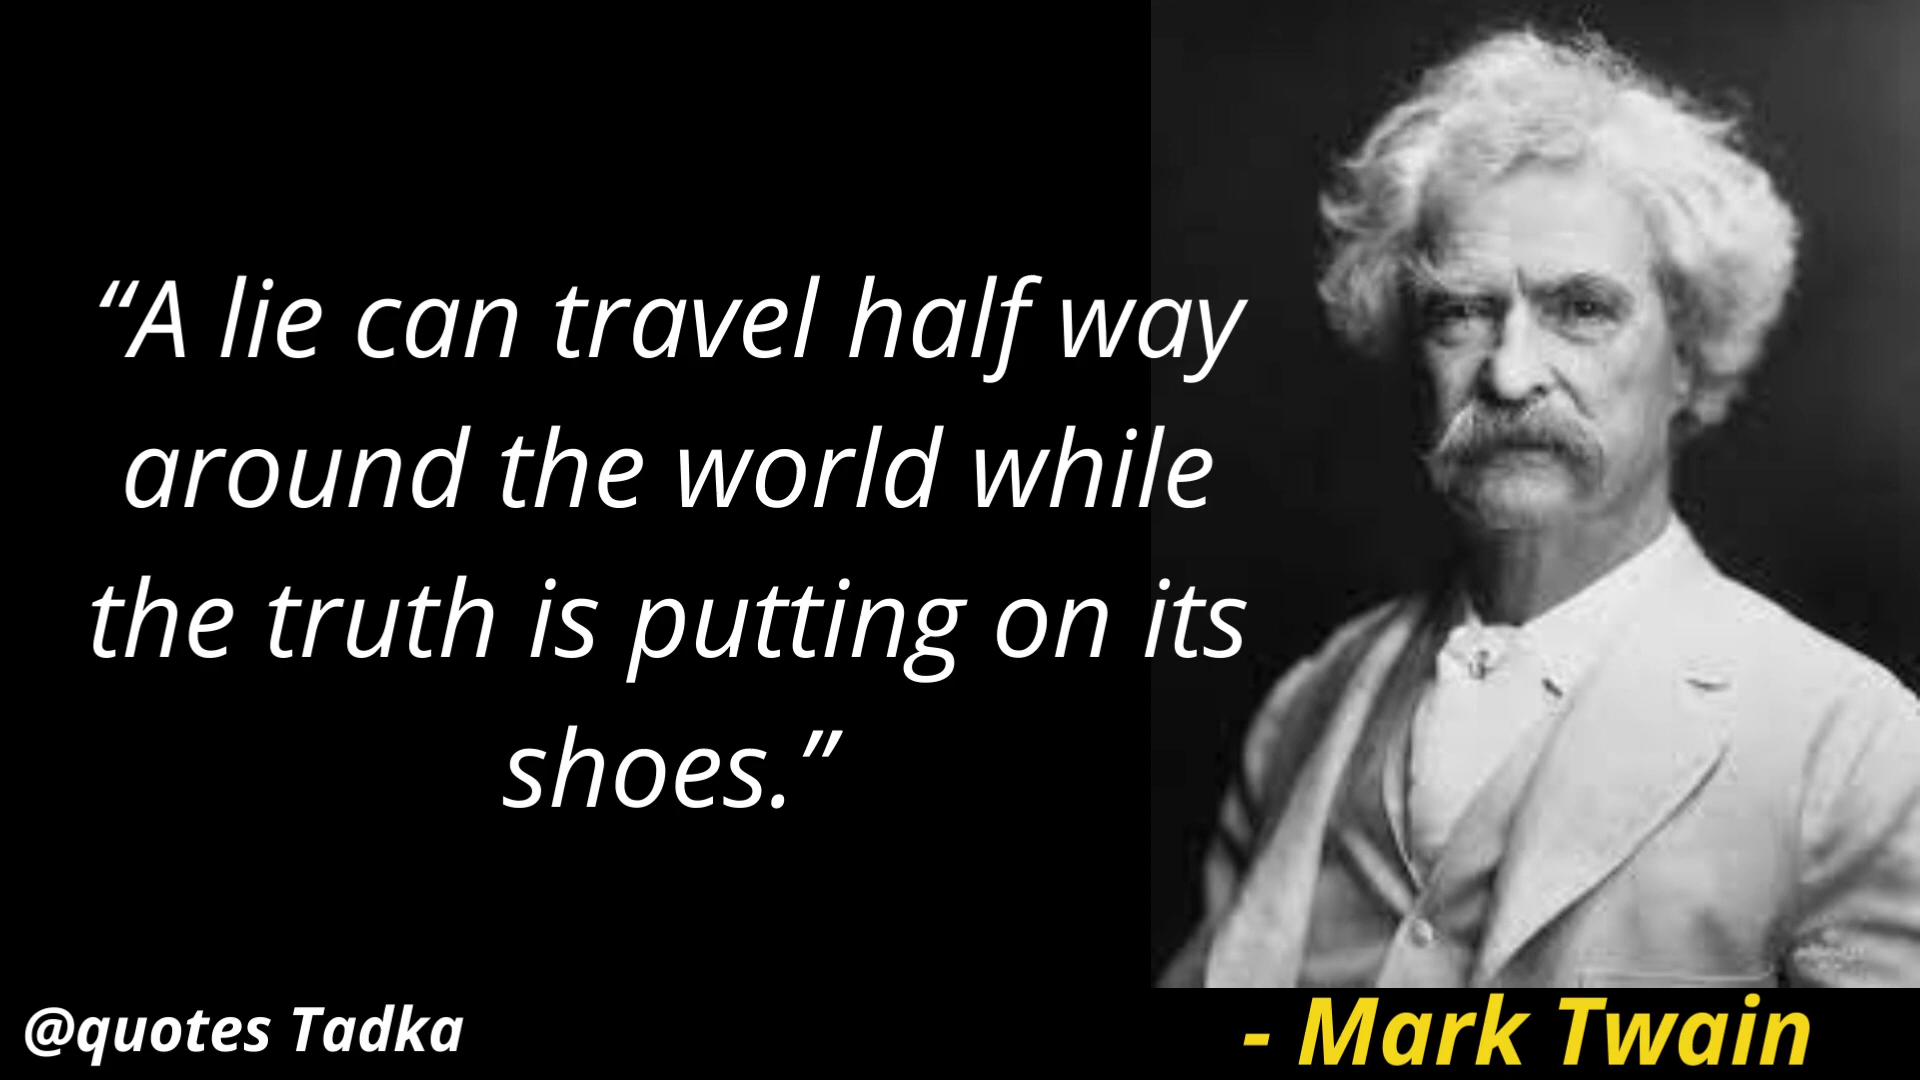 “A lie can travel half way
around the world while
the truth is putting on its
shoes.”
@quotes Tadka
- Mark Twain